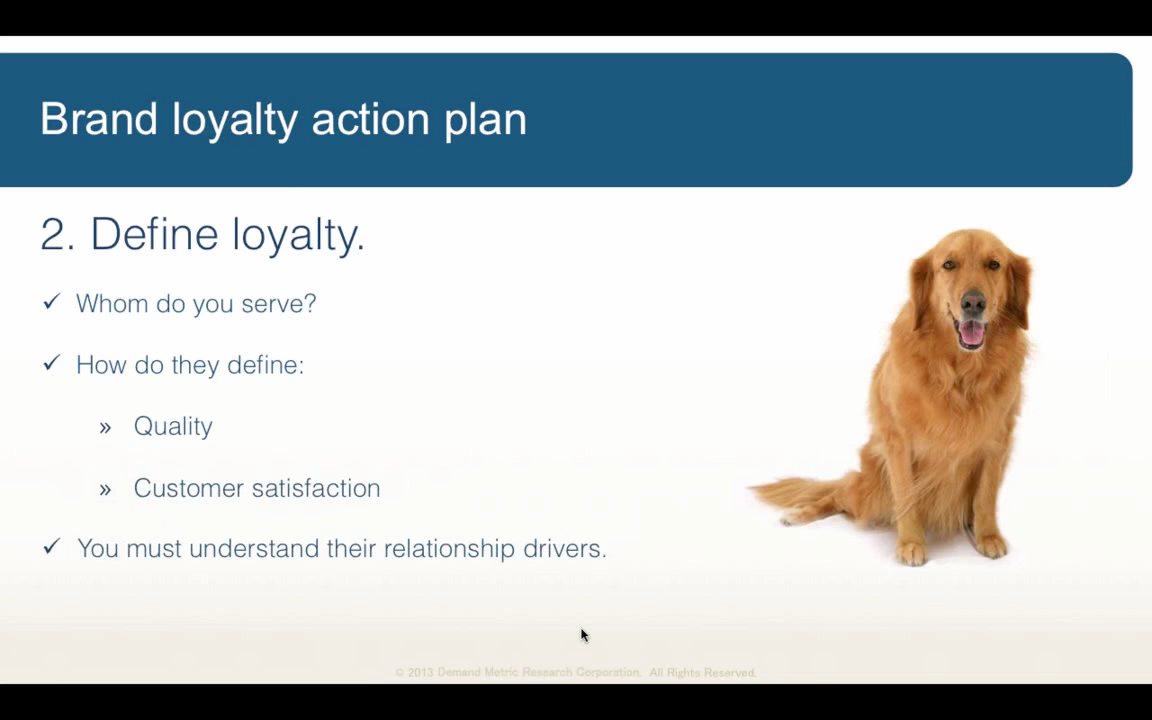 Brand loyalty action plan
2. Define loyalty.
✓ Whom do you serve?
✓ How do they define:
» Quality
» Customer satisfaction
✓ You must understand their relationship drivers.
© 2013 Demand Metric Research Corporation. All Rights Reserved.